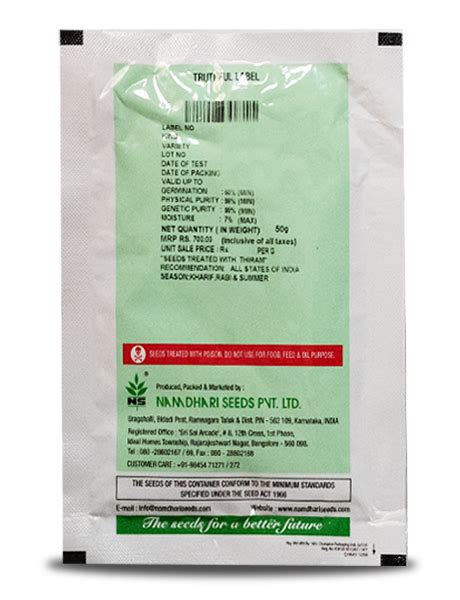 TRUTHFUL LABEL
LABEL NO
KIND
VARIETY
LOT NO
DATE OF TEST
DATE OF PACKING
VALID UP TO
GERMINATION : 60% (MIN)
PHYSICAL PURITY : 98% (MIN)
GENETIC PURITY : 98% (MIN)
MOISTURE : 7% (MAX)
NET QUANTITY ( IN WEIGHT) 50g
MRP RS. 700.00 (Inclusive of all taxes)
UNIT SALE PRICE : Rs PER G
"SEEDS TREATED WITH THIRAM"
RECOMMENDATION: ALL STATES OF INDIA
SEASON:KHARIF,RABI & SUMMER
SEEDS TREATED WITH POISON. DO NOT USE FOR FOOD, FEED & OIL PURPOSE.
Produced, Packed & Marketed by :
NS NAMDHARI SEEDS PVT. LTD.
Uragahalli, Bidadi Post, Ramnagara Taluk & Dist, PIN - 562 109, Karnataka, INDIA
Registered Office : 'Sri Sai Arcade', # 8, 12th Cross, 1st Phase,
Ideal Homes Township, Rajarajeshwari Nagar, Bangalore - 560 098.
Tel : 080 -28602167 / 69, Fax : 080 - 28602168
CUSTOMER CARE : +91-96454 71271 / 272
THE SEEDS OF THIS CONTAINER CONFORM TO THE MINIMUM STANDARDS
SPECIFIED UNDER THE SEED ACT 1966
E-mail : info@namdhariseeds.com Website : www.namdhariseeds.com
The seeds for a better future